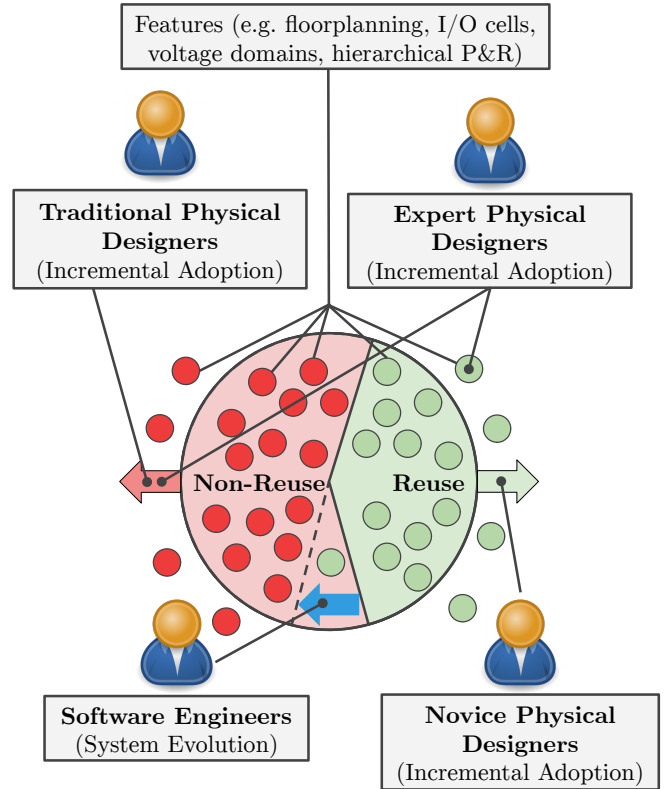 Features (e.g. floorplanning, I/O cells,
voltage domains, hierarchical P&R)
Traditional Physical
Designers
(Incremental Adoption)
Expert Physical
Designers
(Incremental Adoption)
Non-Reuse
Reuse
Software Engineers
(System Evolution)
Novice Physical
Designers
(Incremental Adoption)